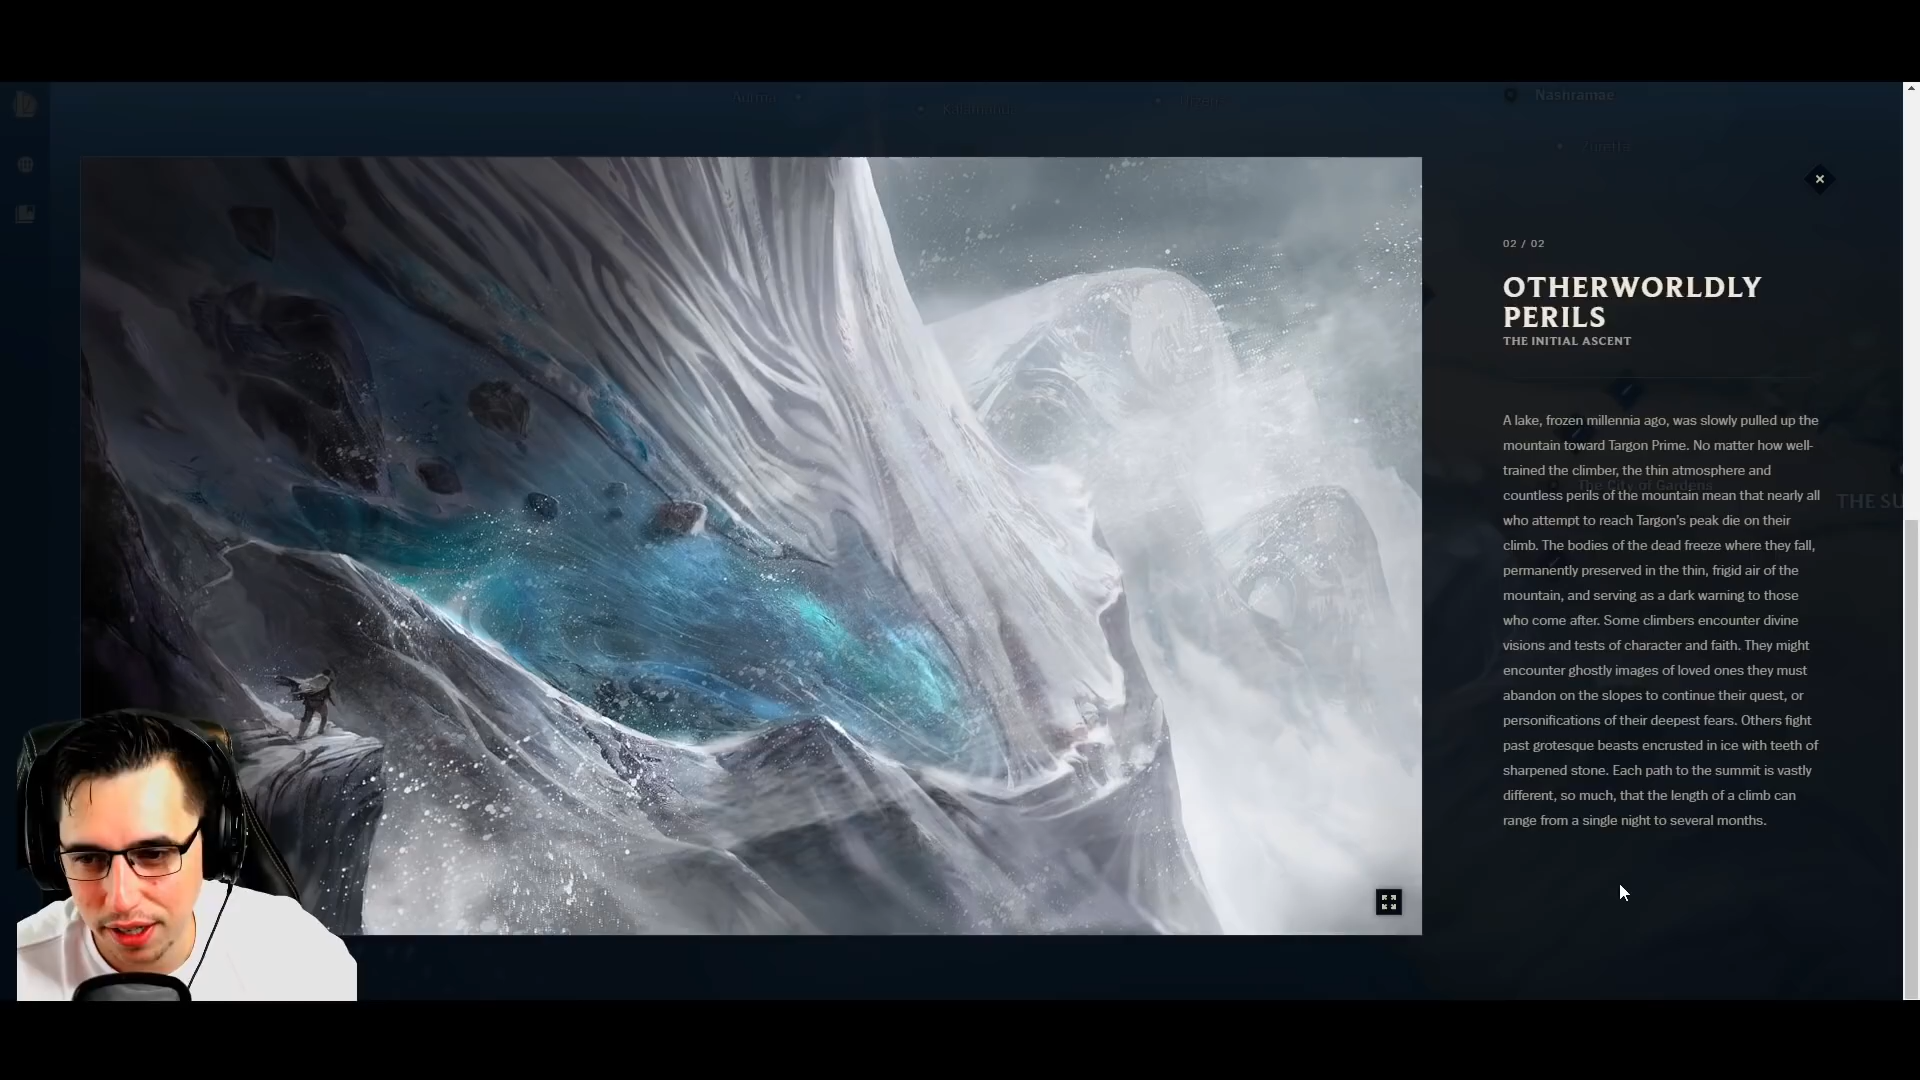 Nashramae
Zuretta
02 / 02
OTHERWORLDLY
PERILS
THE INITIAL ASCENT
A lake, frozen millennia ago, was slowly pulled up the
mountain toward Targon Prime. No matter how well-
trained the climber, the thin atmosphere and
countless perils of the mountain mean that nearly all
who attempt to reach Targon's peak die on their
climb. The bodies of the dead freeze where they fall,
permanently preserved in the thin, frigid air of the
mountain, and serving as a dark warning to those
who come after. Some climbers encounter divine
visions and tests of character and faith. They might
encounter ghostly images of loved ones they must
abandon on the slopes to continue their quest, or
personifications of their deepest fears. Others fight
past grotesque beasts encrusted in ice with teeth of
sharpened stone. Each path to the summit is vastly
different, so much, that the length of a climb can
range from a single night to several months.
The City of Gardens
THE SU